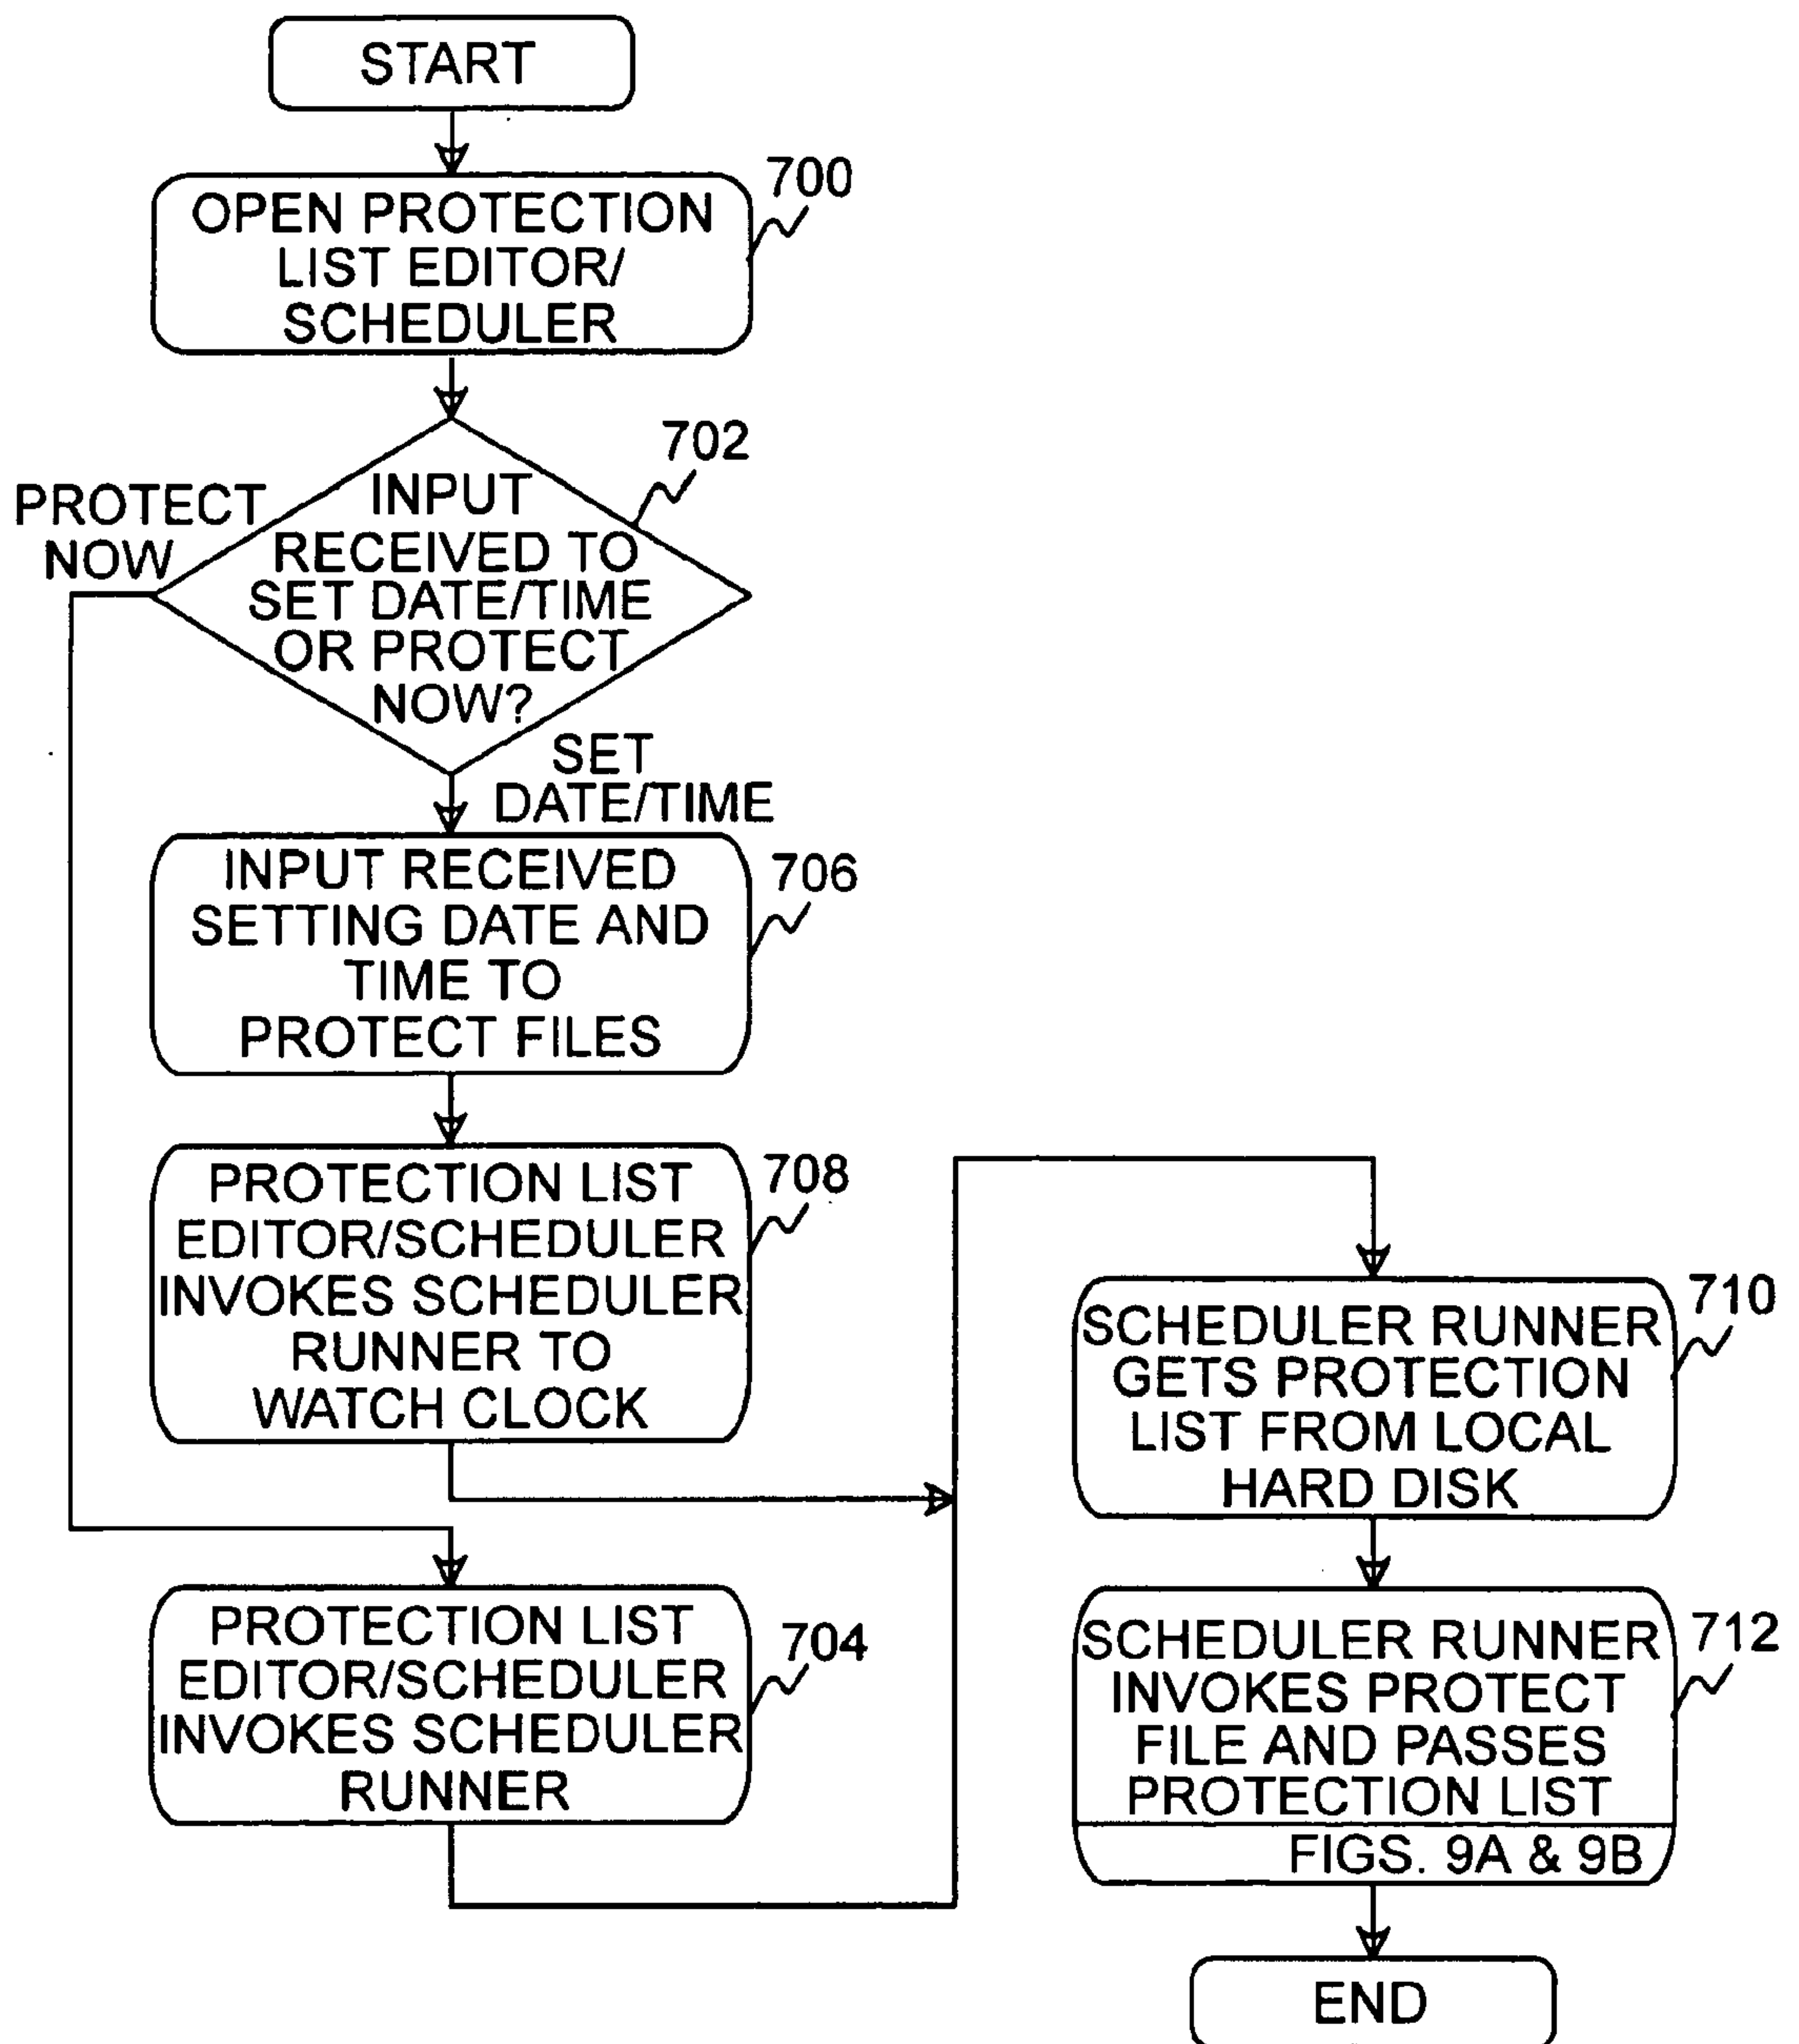 START
700
OPEN PROTECTION
LIST EDITOR/
SCHEDULER
702
PROTECT
NOW
INPUT
RECEIVED TO
SET DATE/TIME
OR PROTECT
NOW?
SET
DATE/TIME
706
INPUT RECEIVED
SETTING DATE AND
TIME TO
PROTECT FILES
708
PROTECTION LIST
EDITOR/SCHEDULER
INVOKES SCHEDULER
RUNNER TO
WATCH CLOCK
704
PROTECTION LIST
EDITOR/SCHEDULER
INVOKES SCHEDULER
RUNNER
710
SCHEDULER RUNNER
GETS PROTECTION
LIST FROM LOCAL
HARD DISK
712
SCHEDULER RUNNER
INVOKES PROTECT
FILE AND PASSES
PROTECTION LIST
FIGS. 9A & 9B
END